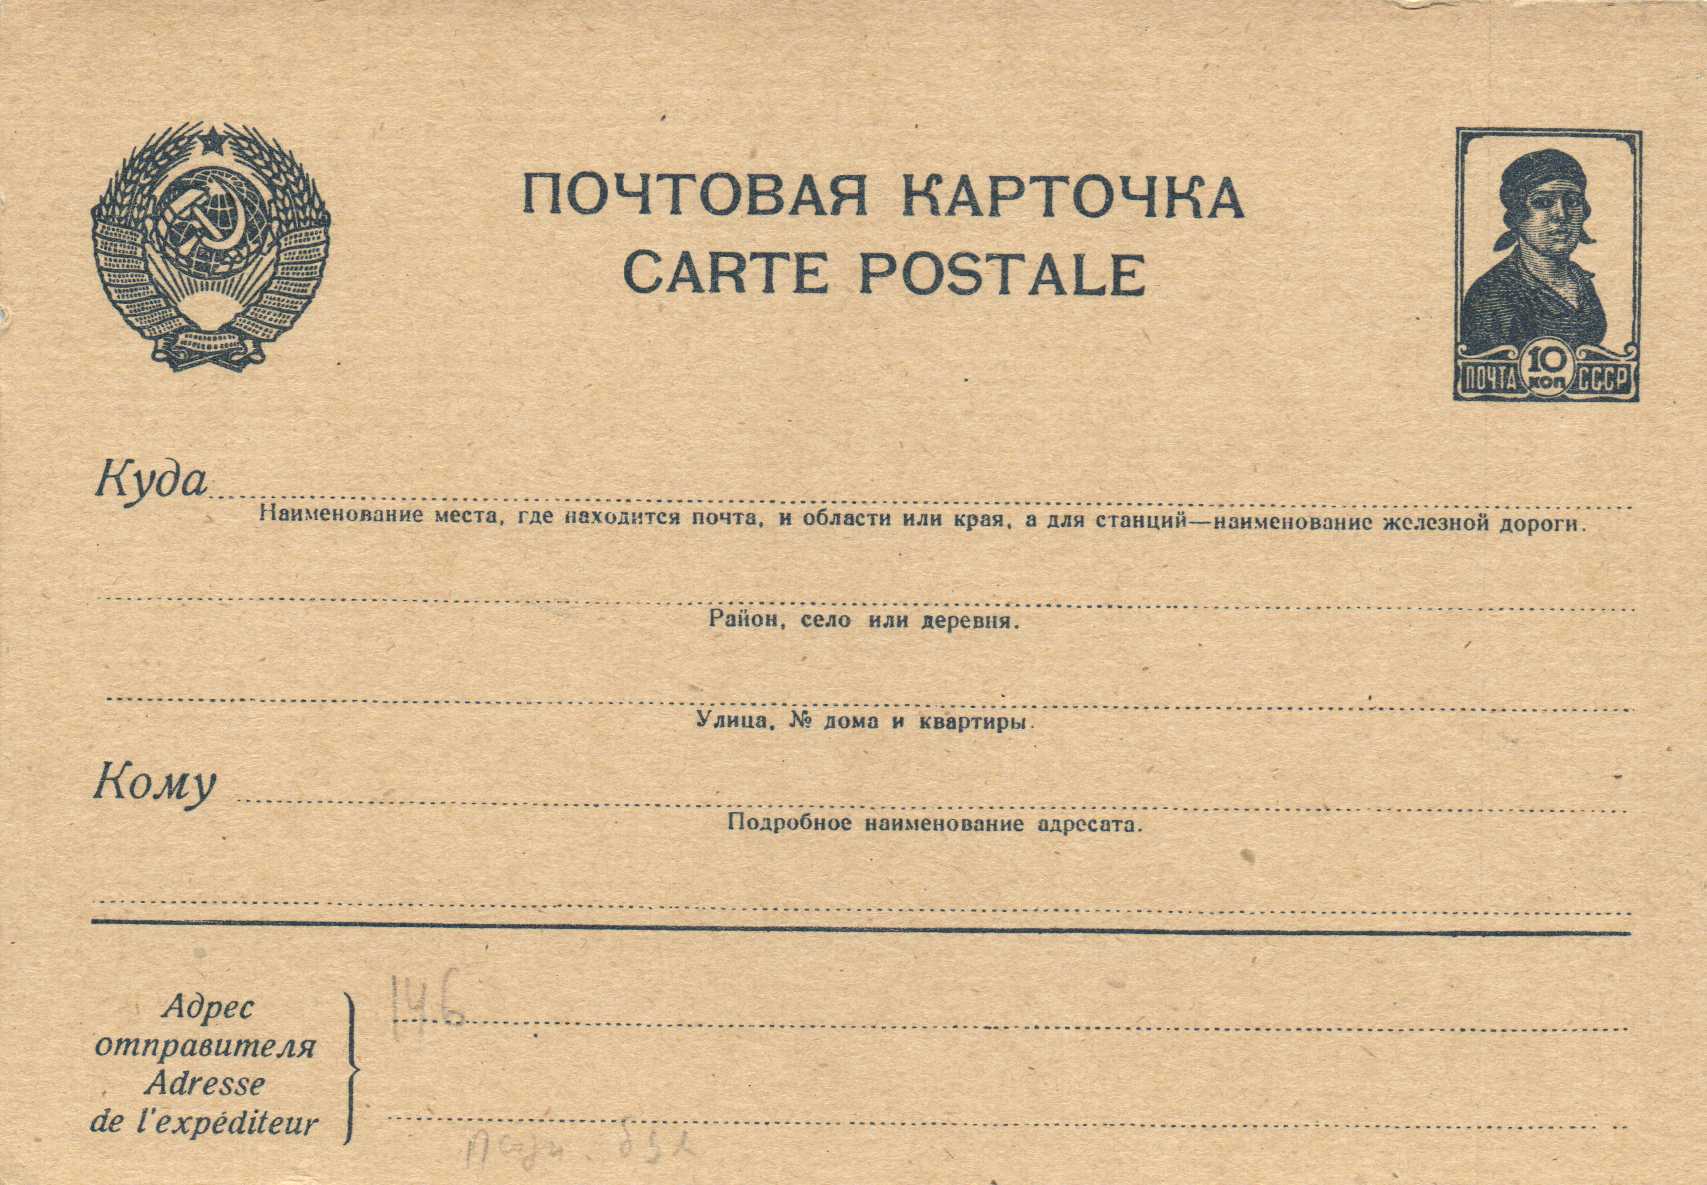 ПОЧТОВАЯ КАРТОЧКА
CARTE POSTALE
10
КОП
ПОЧТА СССР
Куда
Наименование места, где находится почта, и области или края, а для станций—наименование железной дороги.
Район, село или деревня.
Улица, № дома и квартиры.
Кому
Подробное наименование адресата.
Адрес
отправителя
Adresse
de l'expéditeur
146